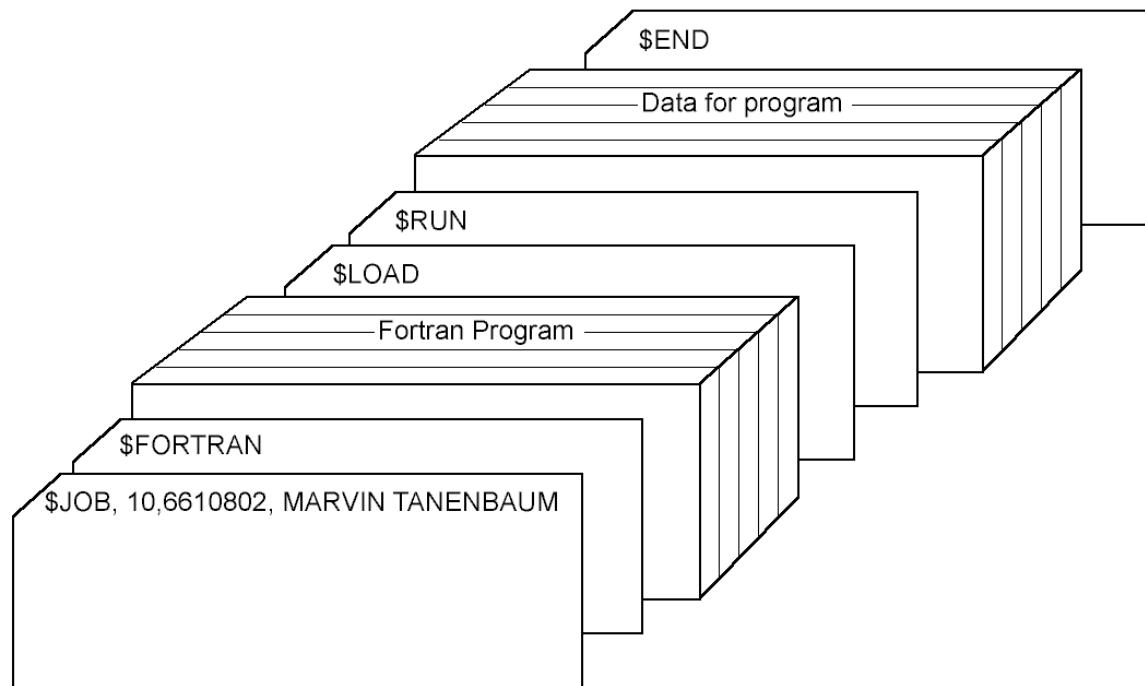 $END
Data for program
$RUN
$LOAD
Fortran Program
$FORTRAN
$JOB, 10,6610802, MARVIN TANENBAUM